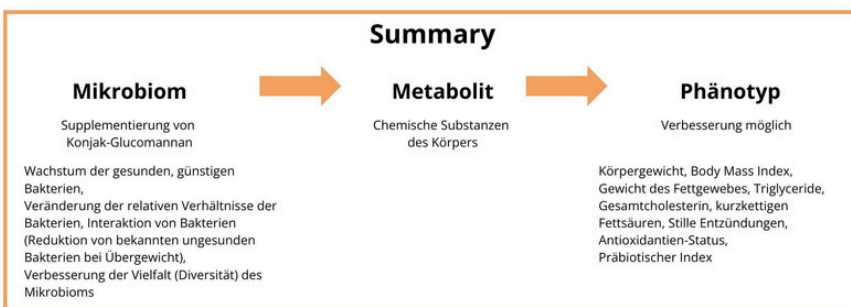 Summary
Mikrobiom
Supplementierung von
Konjak-Glucomannan
Wachstum der gesunden, günstigen
Bakterien,
Veränderung der relativen Verhältnisse der
Bakterien, Interaktion von Bakterien
(Reduktion von bekannten ungesunden
Bakterien bei Übergewicht),
Verbesserung der Vielfalt (Diversität) des
Mikrobioms
Metabolit
Chemische Substanzen
des Körpers
Phänotyp
Verbesserung möglich
Körpergewicht, Body Mass Index,
Gewicht des Fettgewebes, Triglyceride,
Gesamtcholesterin, kurzkettigen
Fettsäuren, Stille Entzündungen,
Antioxidantien-Status,
Präbiotischer Index